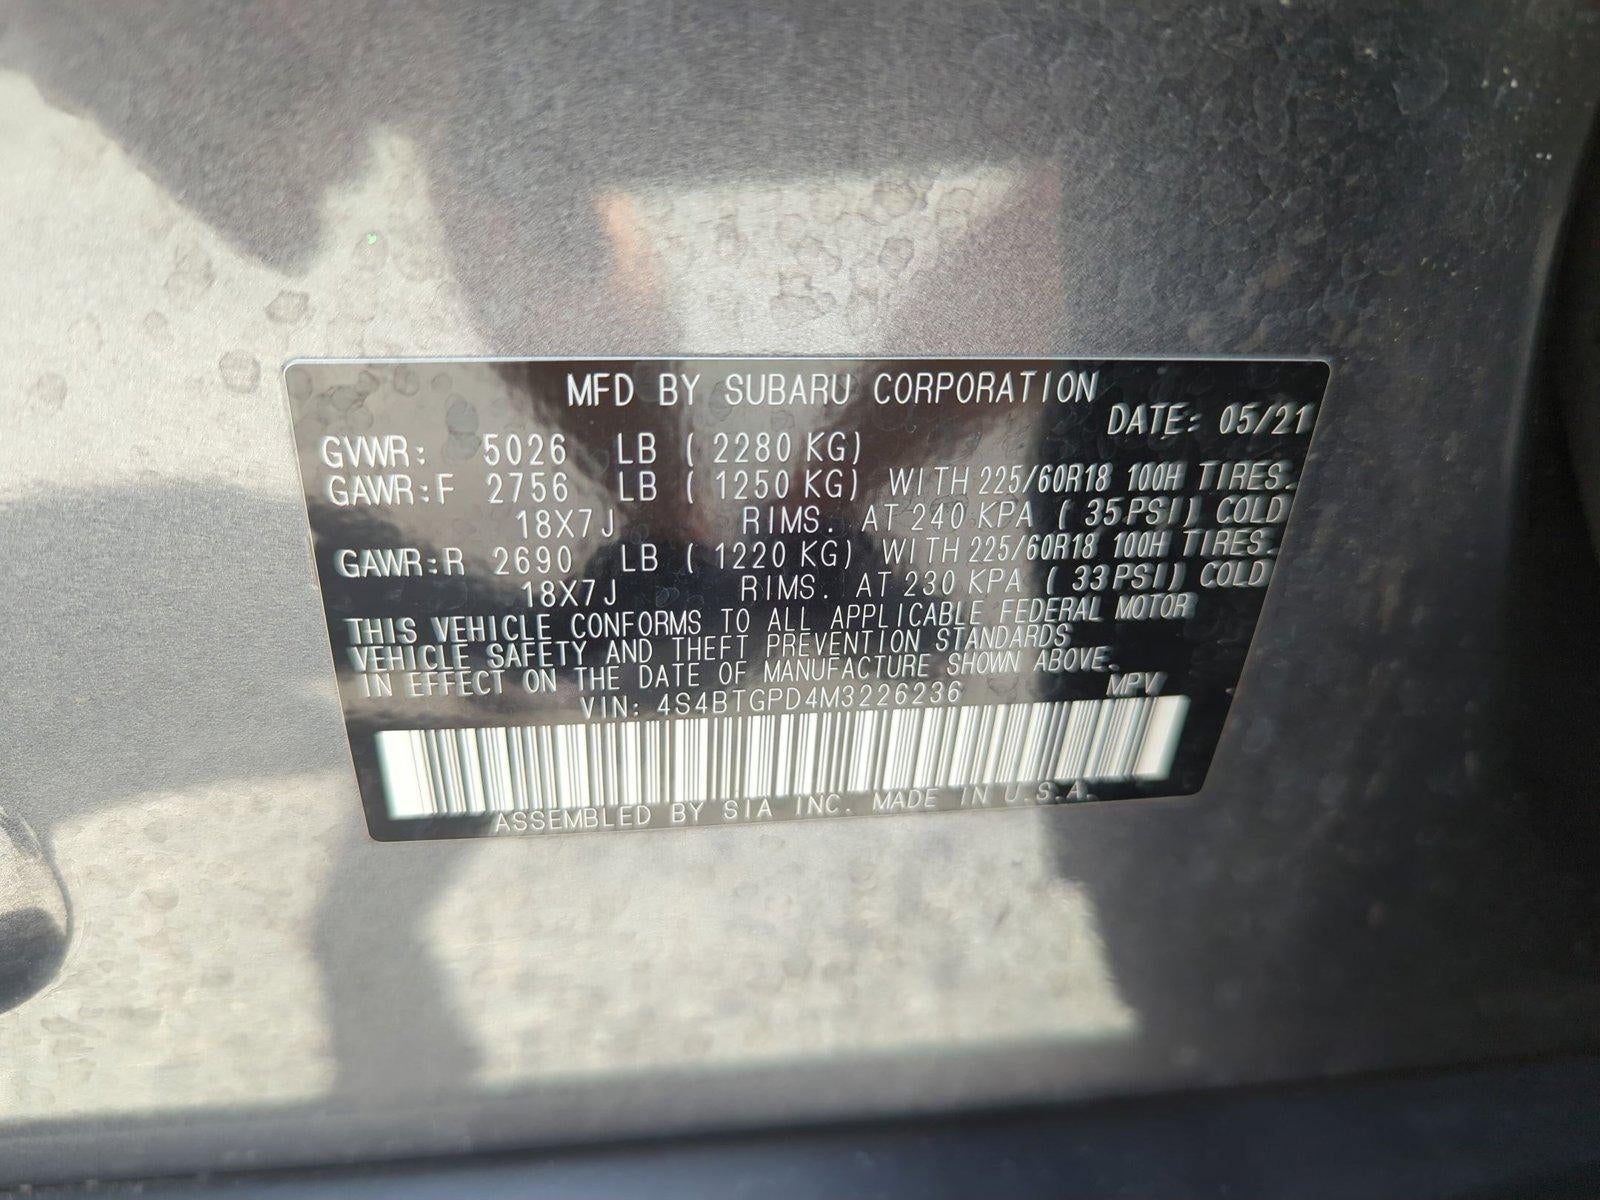 MFD BY SUBARU CORPORATION
DATE: 05/21
GVWR: 5026 LB ( 2280 KG)
GAWR:F 2756 LB ( 1250 KG) WITH 225/60R18 100H TIRES.
18X7J RIMS. AT 240 KPA ( 35PSI) COLD
GAWR:R 2690 LB ( 1220 KG) WITH 225/60R18 100H TIRES.
18X7J RIMS. AT 230 KPA ( 33PSI) COLD
THIS VEHICLE CONFORMS TO ALL APPLICABLE FEDERAL MOTOR
VEHICLE SAFETY AND THEFT PREVENTION STANDARDS
IN EFFECT ON THE DATE OF MANUFACTURE SHOWN ABOVE.
VIN: 4S4BTGPD4M3226236 MPV
ASSEMBLED BY SIA INC. MADE IN U.S.A.